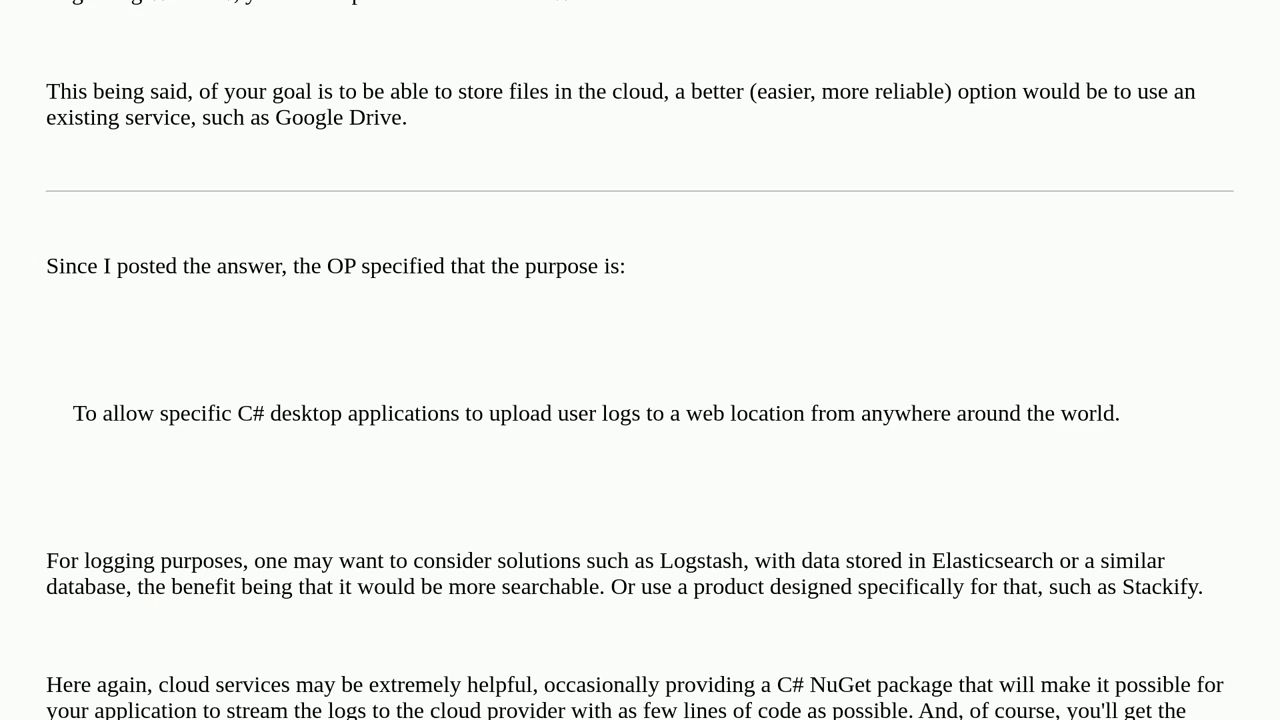 This being said, of your goal is to be able to store files in the cloud, a better (easier, more reliable) option would be to use an
existing service, such as Google Drive.
Since I posted the answer, the OP specified that the purpose is:
To allow specific C# desktop applications to upload user logs to a web location from anywhere around the world.
For logging purposes, one may want to consider solutions such as Logstash, with data stored in Elasticsearch or a similar
database, the benefit being that it would be more searchable. Or use a product designed specifically for that, such as Stackify.
Here again, cloud services may be extremely helpful, occasionally providing a C# NuGet package that will make it possible for
your application to stream the logs to the cloud provider with as few lines of code as possible. And, of course, you'll get the